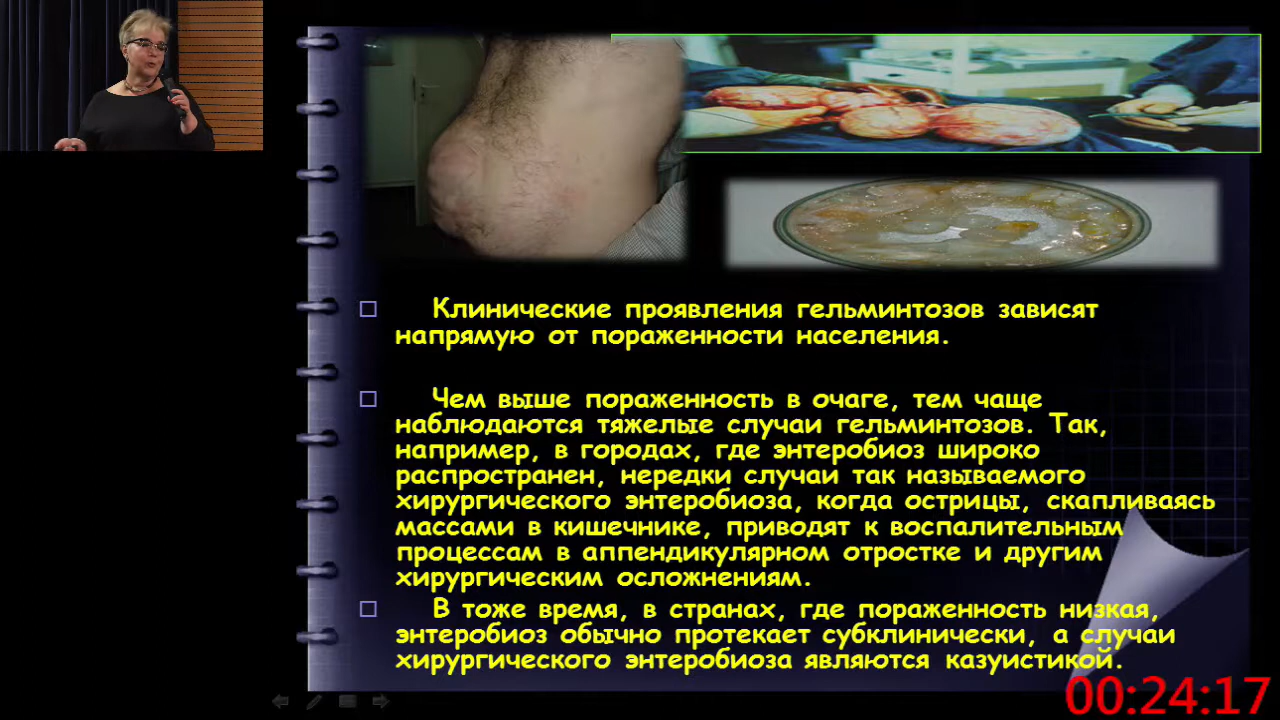 Клинические проявления гельминтозов зависят
напрямую от пораженности населения.
Чем выше пораженность в очаге, тем чаще
наблюдаются тяжелые случаи гельминтозов. Так,
например, в городах, где энтеробиоз широко
распространен, нередки случаи так называемого
хирургического энтеробиоза, когда острицы, скапливаясь
массами в кишечнике, приводят к воспалительным
процессам в аппендикулярном отростке и другим
хирургическим осложнениям.
В тоже время, в странах, где пораженность низкая,
энтеробиоз обычно протекает субклинически, а случаи
хирургического энтеробиоза являются казуистикой.
00:24:17